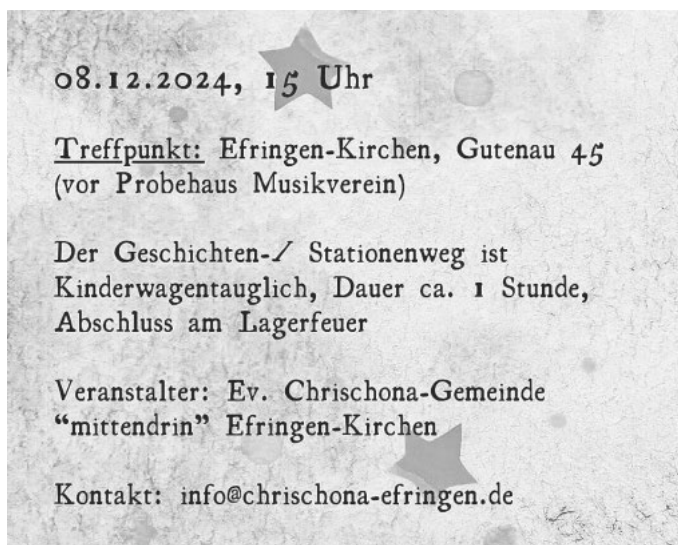 08.12.2024, 15 Uhr
Treffpunkt: Efringen-Kirchen, Gutenau 45
(vor Probehaus Musikverein)
Der Geschichten-/ Stationenweg ist
Kinderwagentauglich, Dauer ca. 1 Stunde,
Abschluss am Lagerfeuer
Veranstalter: Ev. Chrischona-Gemeinde
“mittendrin” Efringen-Kirchen
Kontakt: info@chrischona-efringen.de